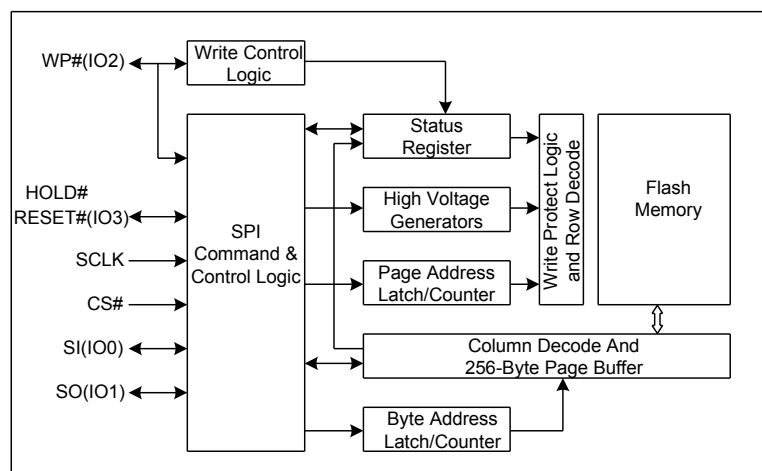 WP#(IO2)
Write Control
Logic
Status
Register
HOLD#
RESET#(IO3)
SCLK
CS#
SI(IO0)
SO(IO1)
SPI
Command &
Control Logic
High Voltage
Generators
Page Address
Latch/Counter
Write Protect Logic
and Row Decode
Flash
Memory
Column Decode And
256-Byte Page Buffer
Byte Address
Latch/Counter